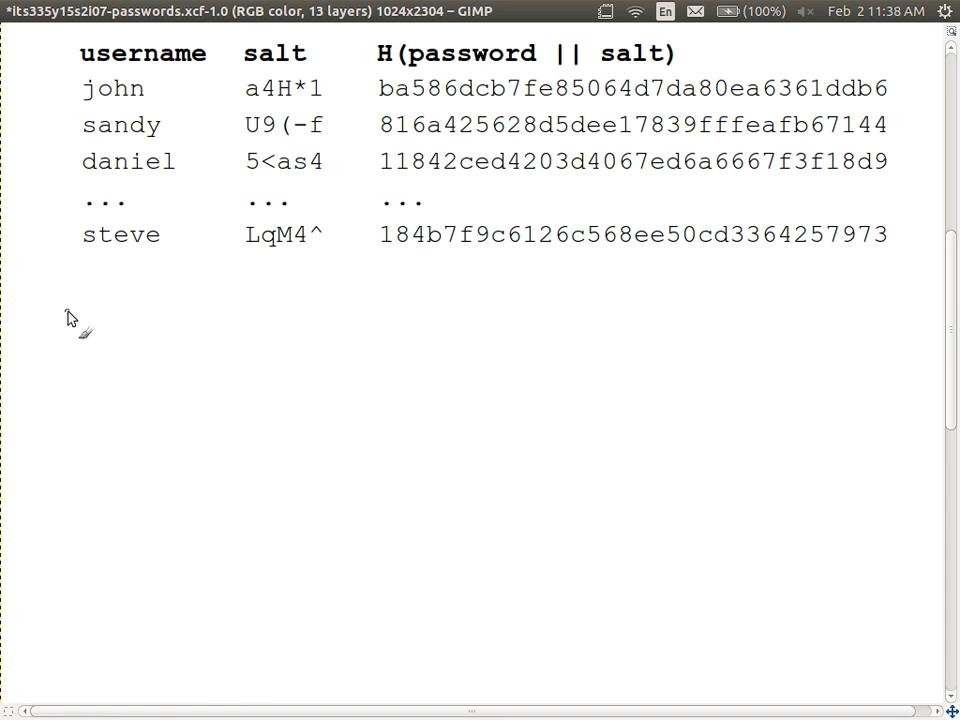 *its335y15s2i07-passwords.xcf-1.0 (RGB color, 13 layers) 1024x2304 – GIMP En (100%) Feb 2 11:38 AM
username salt H(password || salt)
john a4H*1 ba586dcb7fe85064d7da80ea6361ddb6
sandy U9(-f 816a425628d5dee17839fffeafb67144
daniel 5<as4 11842ced4203d4067ed6a6667f3f18d9
... ... ...
steve LqM4^ 184b7f9c6126c568ee50cd3364257973